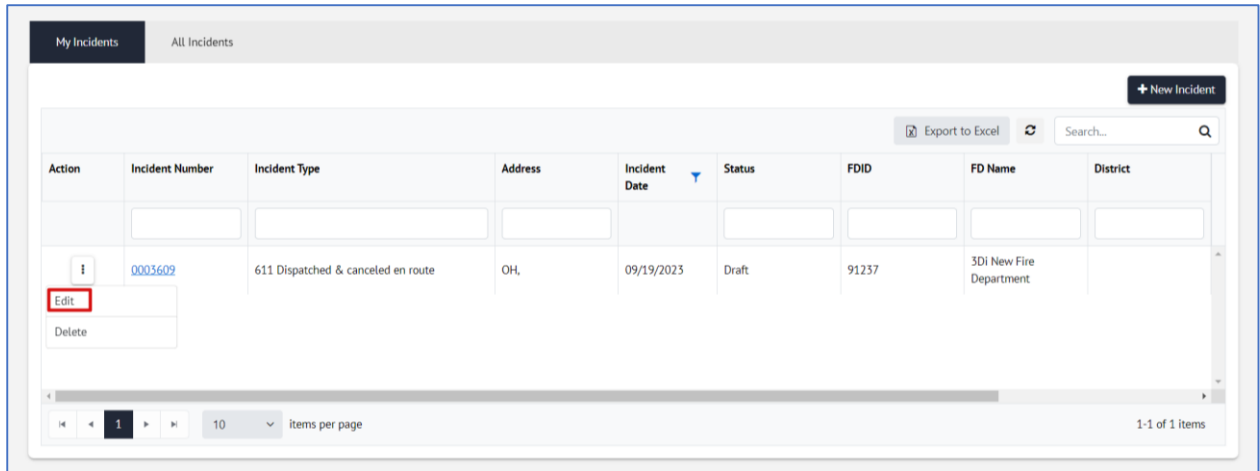 My Incidents All Incidents
+ New Incident
Export to Excel Search...
Action Incident Number Incident Type Address Incident Date Status FDID FD Name District
0003609 611 Dispatched & canceled en route OH, 09/19/2023 Draft 91237 3Di New Fire Department
Edit
Delete
1 10 items per page 1-1 of 1 items